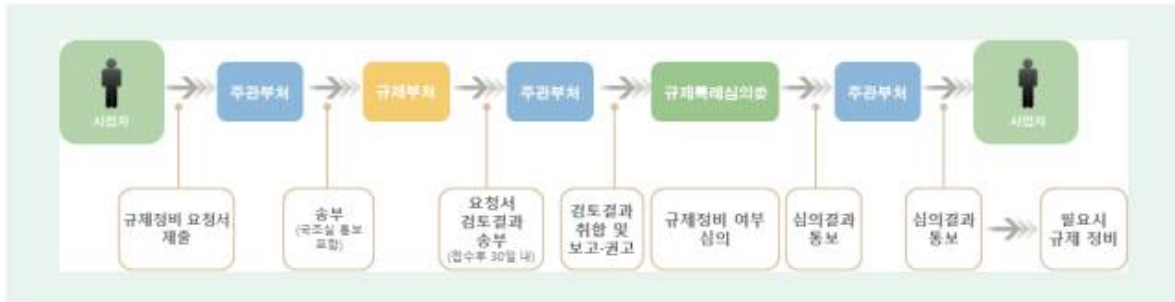 사업자
주관부처
규제부처
주관부처
규제특례심의委
주관부처
사업자
규제정비 요청서
제출
송부
(국조실 통보
포함)
요청서
검토결과
송부
(접수후 30일 내)
검토결과
취합 및
보고·권고
규제정비 여부
심의
심의결과
통보
심의결과
통보
필요시
규제 정비